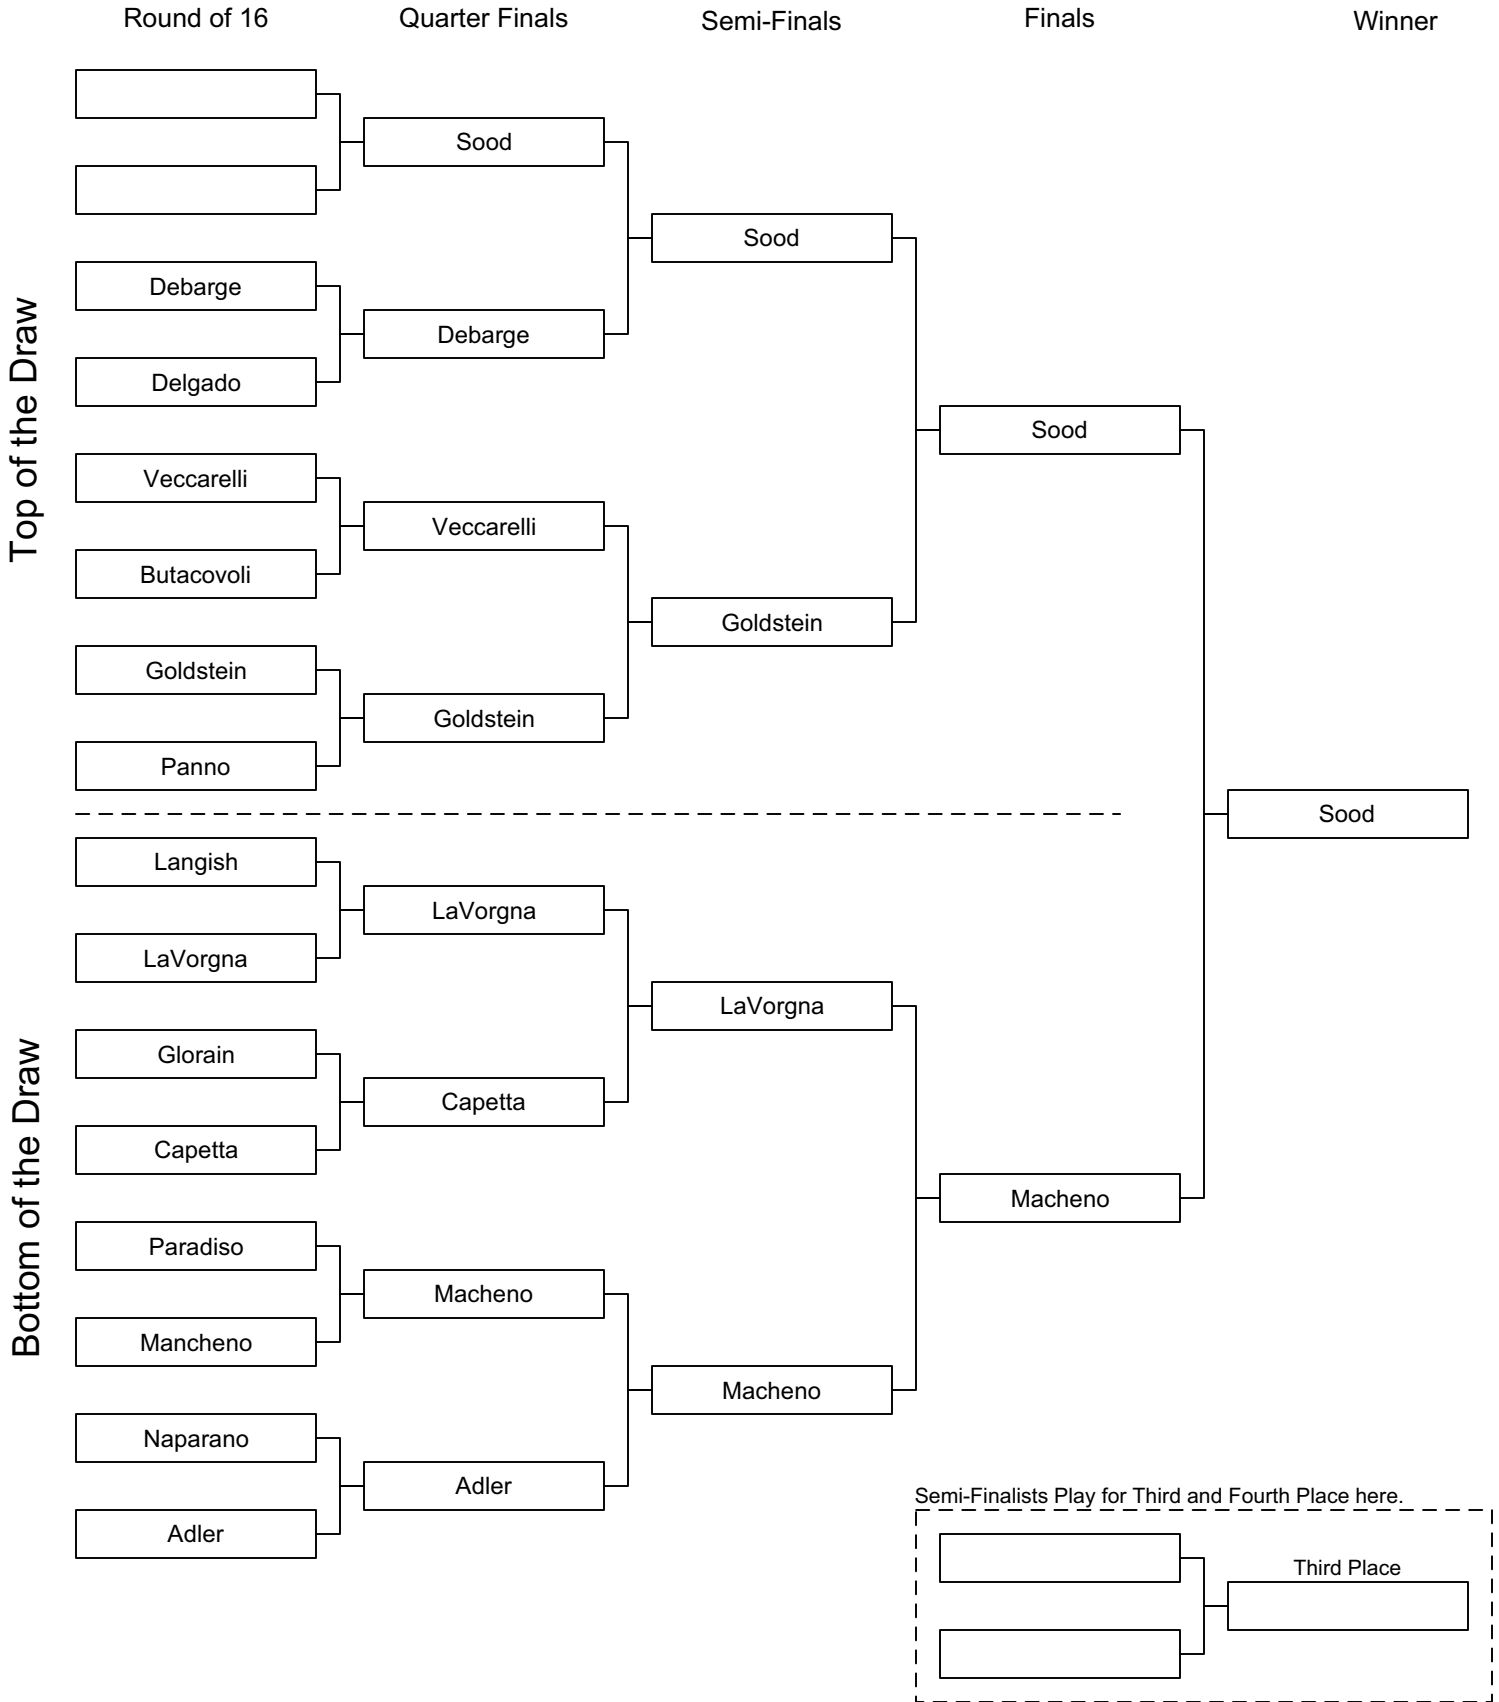 Round of 16
Quarter Finals
Semi-Finals
Finals
Winner
Top of the Draw
Sood
Sood
Debarge
Debarge
Delgado
Sood
Veccarelli
Veccarelli
Butacovoli
Goldstein
Goldstein
Goldstein
Panno
Sood
Bottom of the Draw
Langish
LaVorgna
LaVorgna
LaVorgna
Glorain
Capetta
Capetta
Macheno
Paradiso
Macheno
Mancheno
Macheno
Naparano
Adler
Adler
Semi-Finalists Play for Third and Fourth Place here.
Third Place